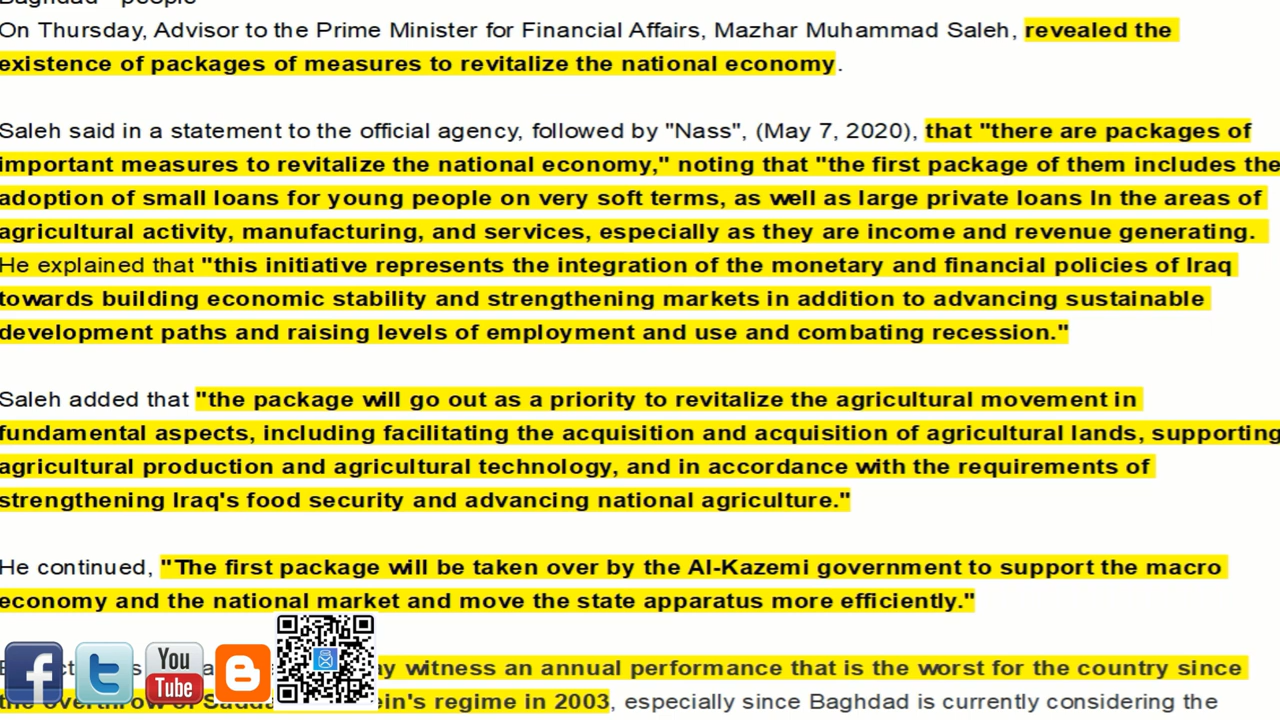 Baghdad - people
On Thursday, Advisor to the Prime Minister for Financial Affairs, Mazhar Muhammad Saleh, revealed the
existence of packages of measures to revitalize the national economy.
Saleh said in a statement to the official agency, followed by "Nass", (May 7, 2020), that "there are packages of
important measures to revitalize the national economy," noting that "the first package of them includes the
adoption of small loans for young people on very soft terms, as well as large private loans In the areas of
agricultural activity, manufacturing, and services, especially as they are income and revenue generating.
He explained that "this initiative represents the integration of the monetary and financial policies of Iraq
towards building economic stability and strengthening markets in addition to advancing sustainable
development paths and raising levels of employment and use and combating recession."
Saleh added that "the package will go out as a priority to revitalize the agricultural movement in
fundamental aspects, including facilitating the acquisition and acquisition of agricultural lands, supporting
agricultural production and agricultural technology, and in accordance with the requirements of
strengthening Iraq's food security and advancing national agriculture."
He continued, "The first package will be taken over by the Al-Kazemi government to support the macro
economy and the national market and move the state apparatus more efficiently."
witness an annual performance that is the worst for the country since
the overthrow of regime in 2003, especially since Baghdad is currently considering the
You
Tube